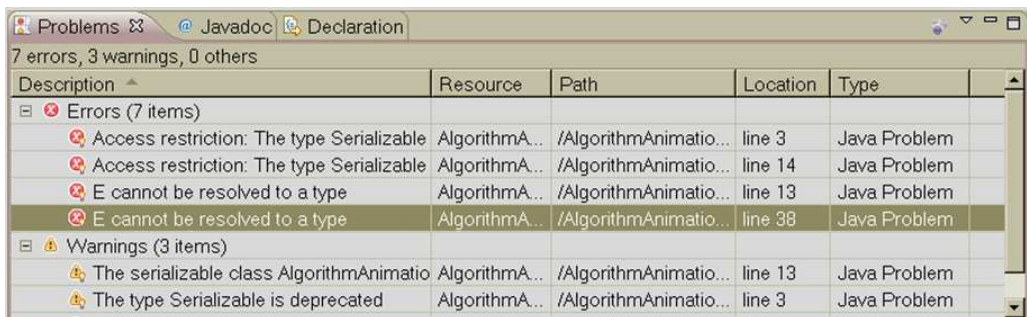 Problems Javadoc Declaration
7 errors, 3 warnings, 0 others
Description Resource Path Location Type
Errors (7 items)
Access restriction: The type Serializable AlgorithmA... /AlgorithmAnimatio... line 3 Java Problem
Access restriction: The type Serializable AlgorithmA... /AlgorithmAnimatio... line 14 Java Problem
E cannot be resolved to a type AlgorithmA... /AlgorithmAnimatio... line 13 Java Problem
E cannot be resolved to a type AlgorithmA... /AlgorithmAnimatio... line 38 Java Problem
Warnings (3 items)
The serializable class AlgorithmAnimatio AlgorithmA... /AlgorithmAnimatio... line 13 Java Problem
The type Serializable is deprecated AlgorithmA... /AlgorithmAnimatio... line 3 Java Problem